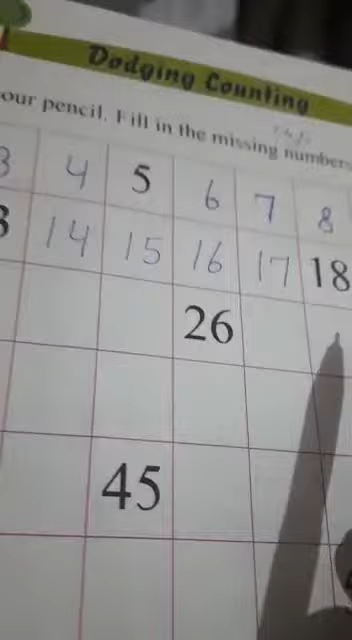 Dodging Counting
our pencil. Fill in the missing numbers
3 4 5 6 7 8
3 14 15 16 17 18
26
45